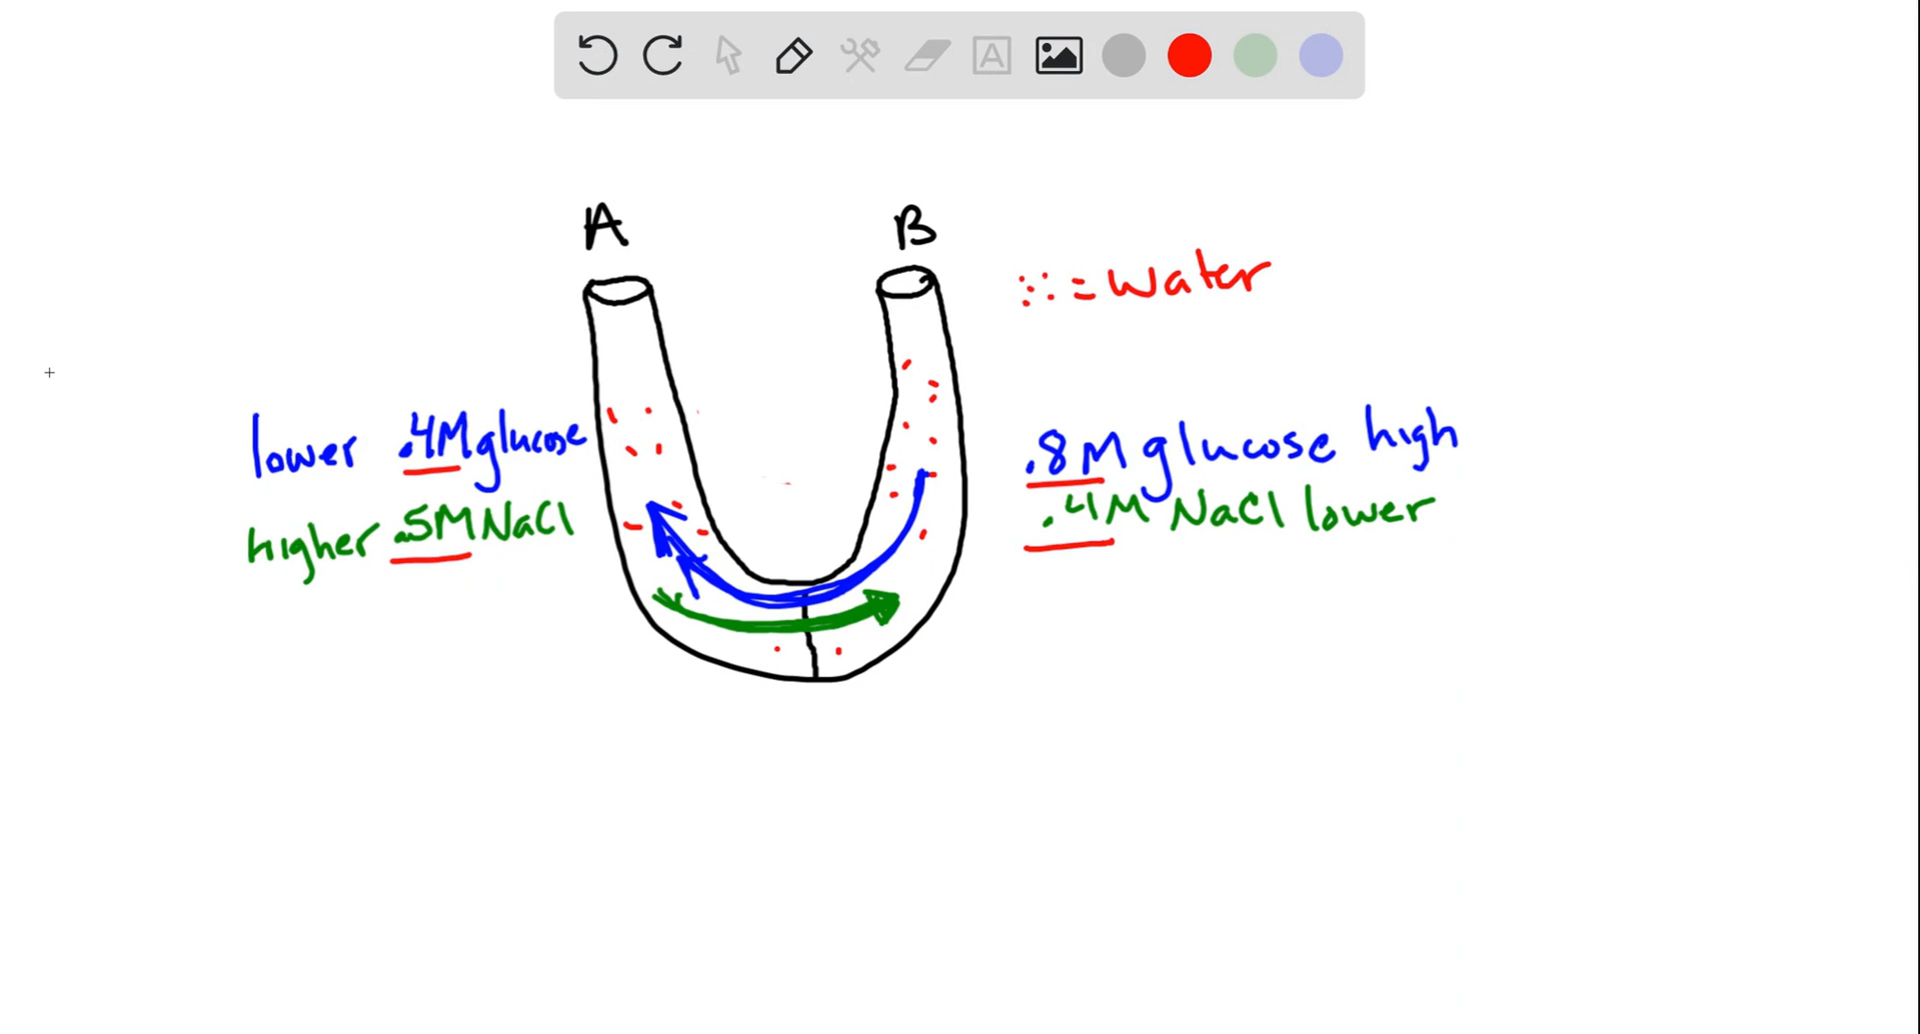 A
B
:·: = Water
lower .4M glucose
higher .5M NaCl
.8M glucose high
.4M NaCl lower